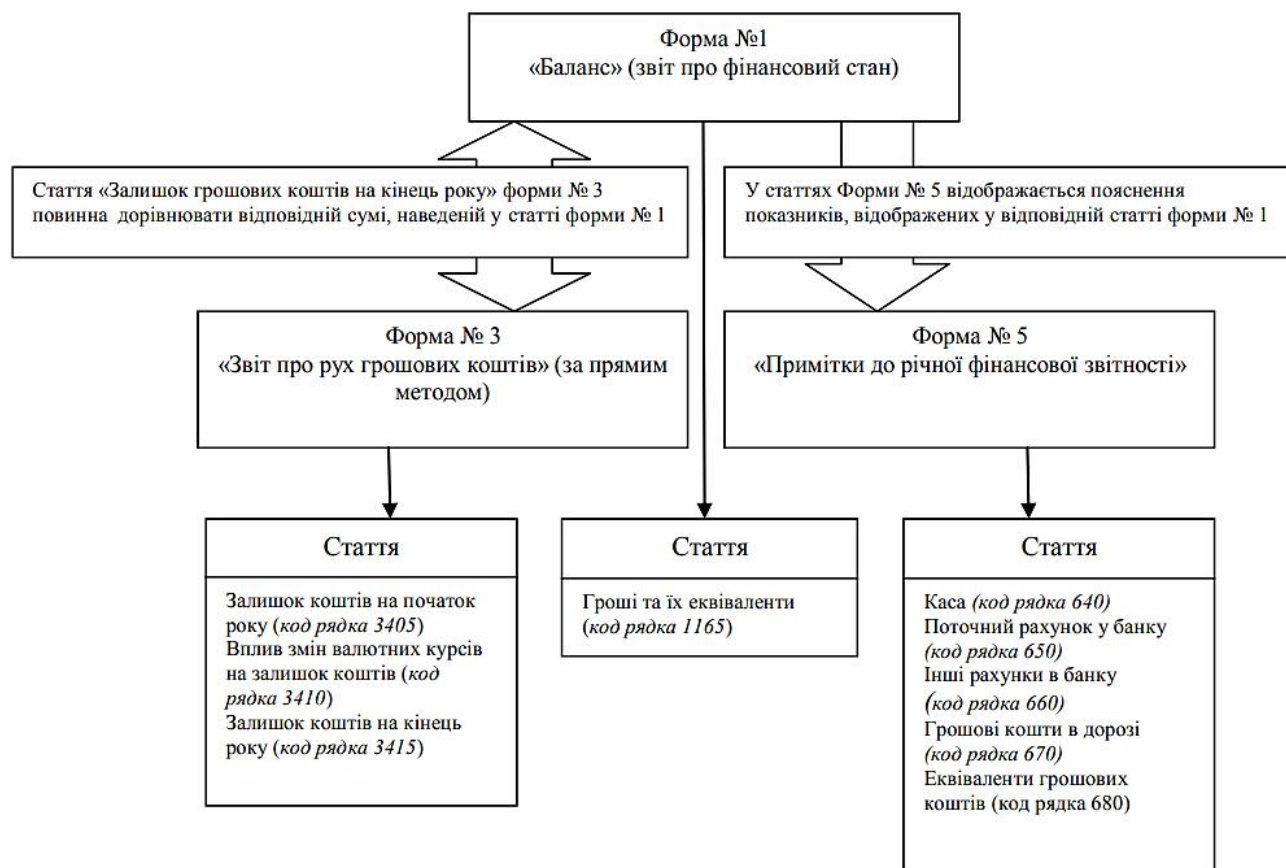 Форма №1
«Баланс» (звіт про фінансовий стан)
Стаття «Залишок грошових коштів на кінець року» форми № 3
повинна дорівнювати відповідній сумі, наведеній у статті форми № 1
У статтях Форми № 5 відображається пояснення
показників, відображених у відповідній статті форми № 1
Форма № 3
«Звіт про рух грошових коштів» (за прямим
методом)
Форма № 5
«Примітки до річної фінансової звітності»
Стаття
Залишок коштів на початок
року (код рядка 3405)
Вплив змін валютних курсів
на залишок коштів (код
рядка 3410)
Залишок коштів на кінець
року (код рядка 3415)
Стаття
Гроші та їх еквіваленти
(код рядка 1165)
Стаття
Каса (код рядка 640)
Поточний рахунок у банку
(код рядка 650)
Інші рахунки в банку
(код рядка 660)
Грошові кошти в дорозі
(код рядка 670)
Еквіваленти грошових
коштів (код рядка 680)